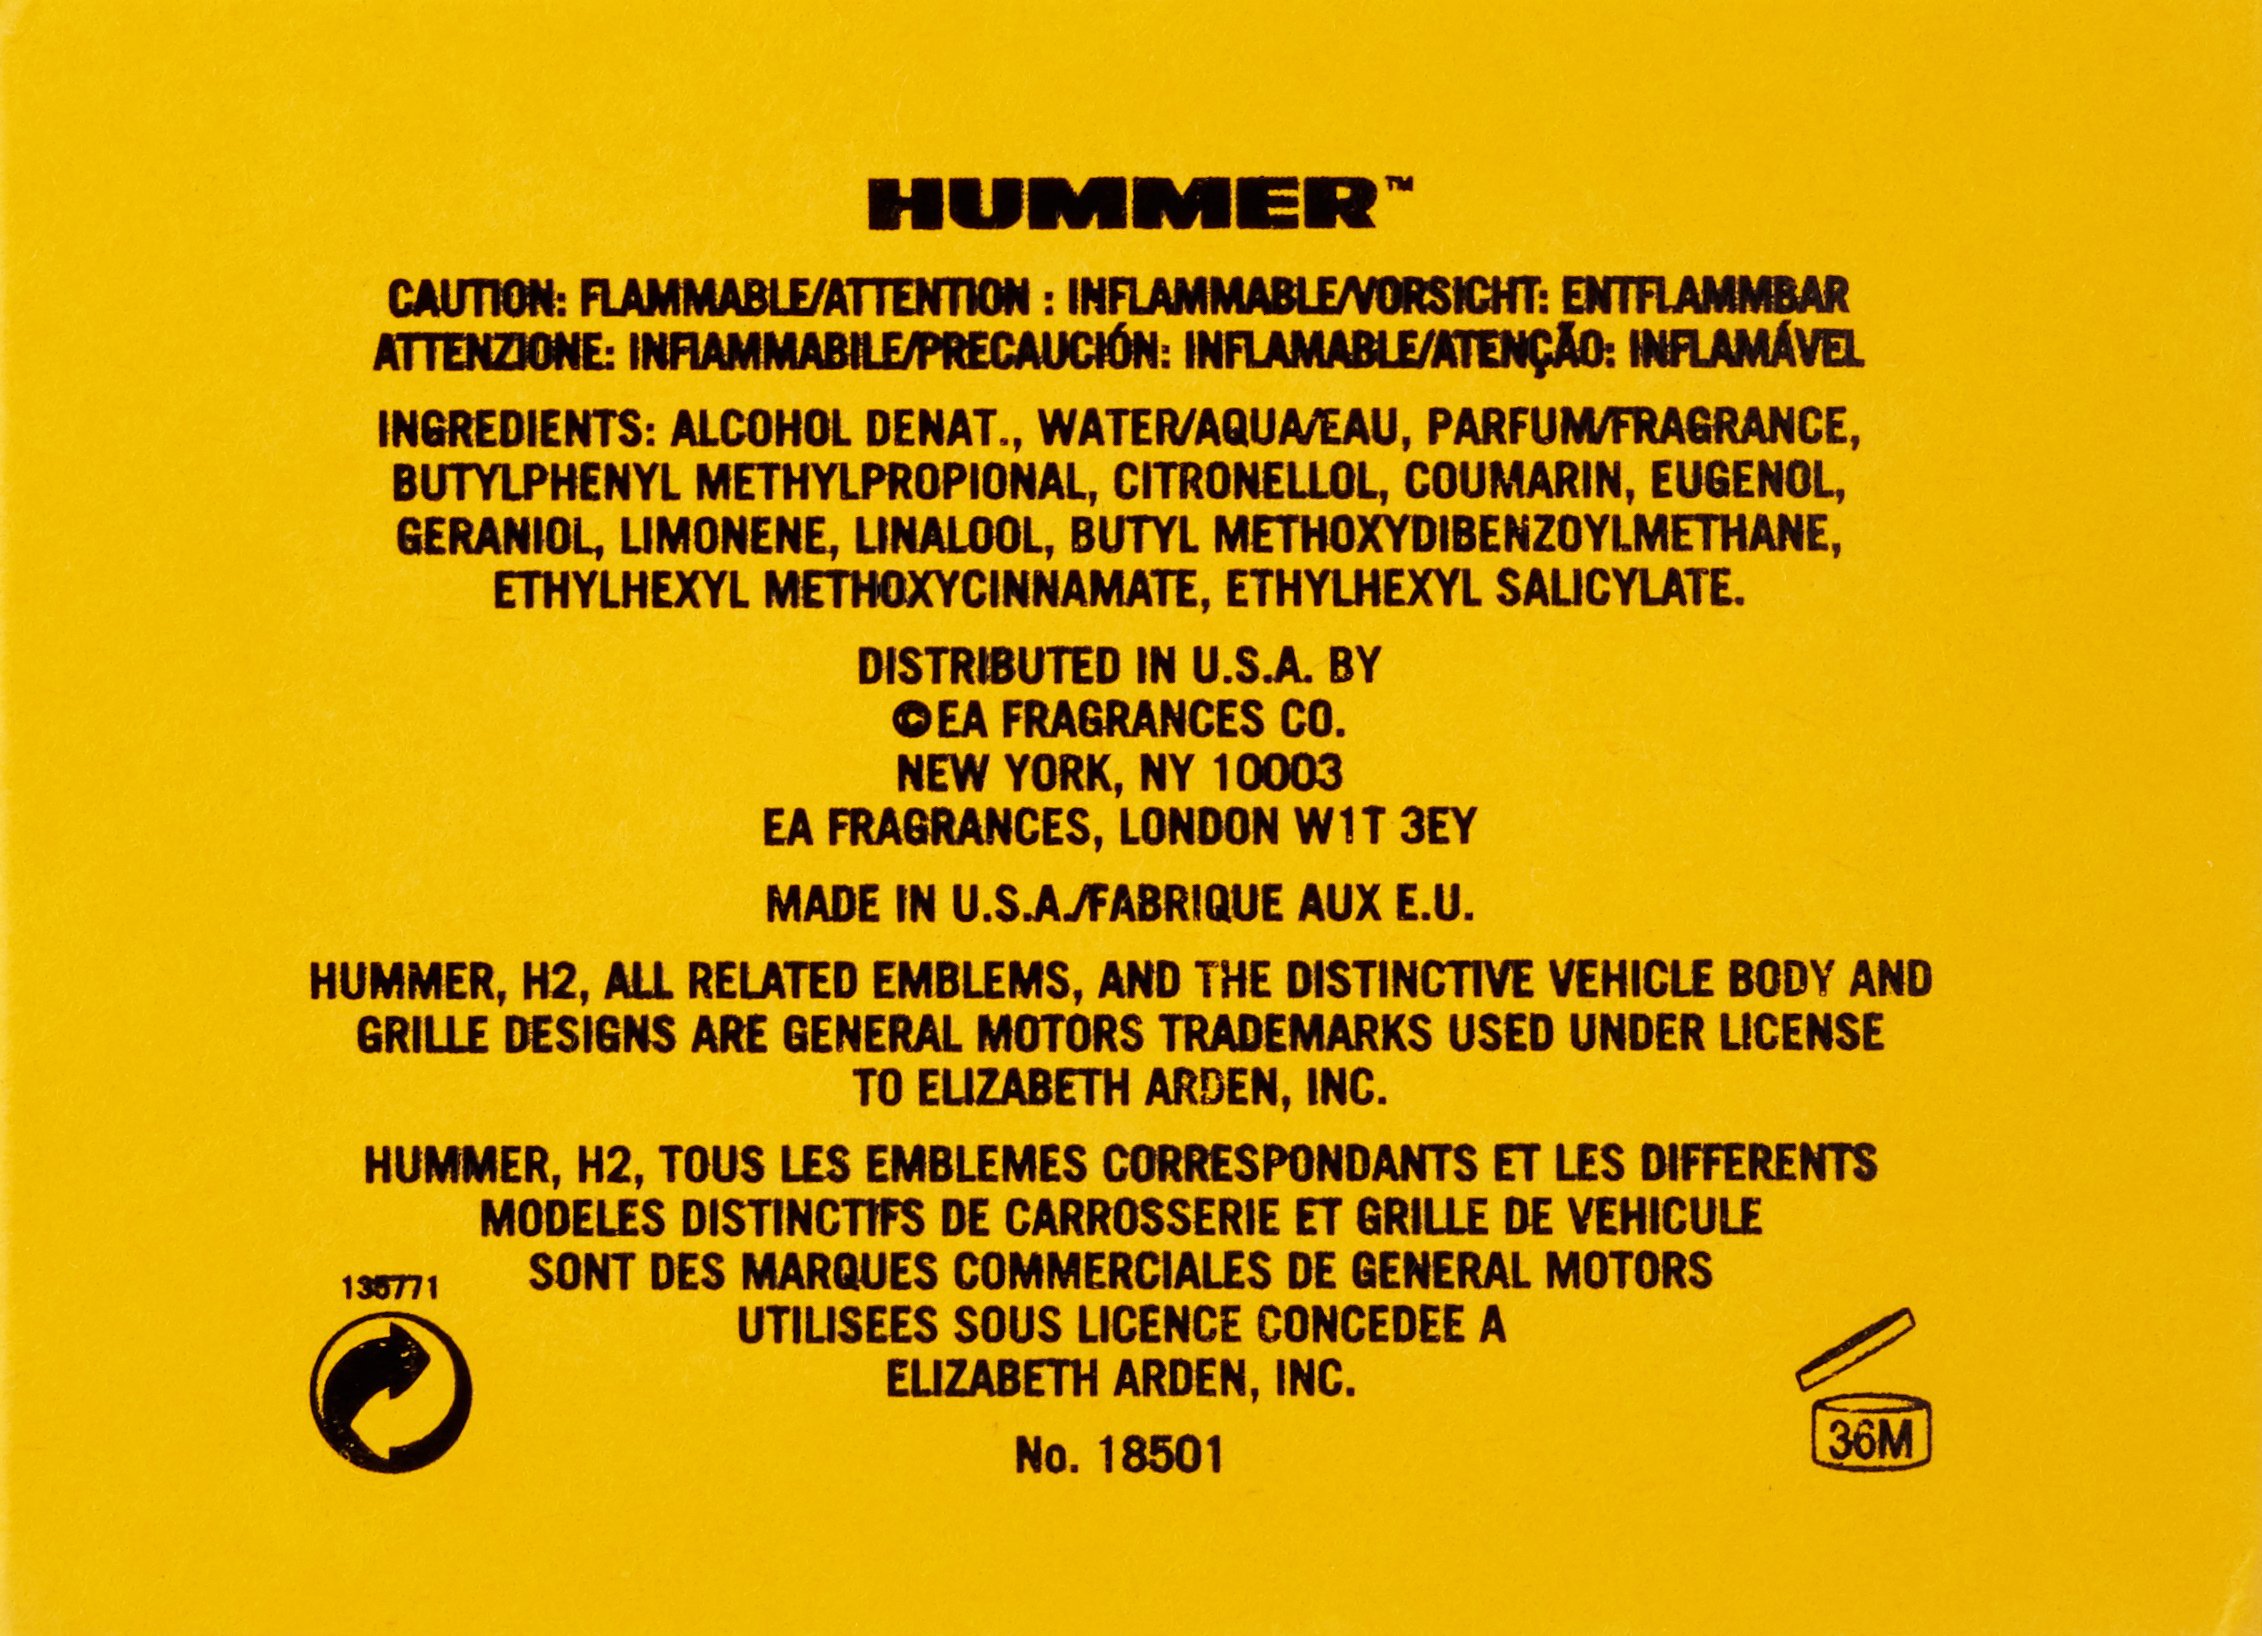 HUMMER™
CAUTION: FLAMMABLE/ATTENTION : INFLAMMABLE/VORSICHT: ENTFLAMMBAR
ATTENZIONE: INFIAMMABILE/PRECAUCIÓN: INFLAMABLE/ATENÇÃO: INFLAMÁVEL
INGREDIENTS: ALCOHOL DENAT., WATER/AQUA/EAU, PARFUM/FRAGRANCE,
BUTYLPHENYL METHYLPROPIONAL, CITRONELLOL, COUMARIN, EUGENOL,
GERANIOL, LIMONENE, LINALOOL, BUTYL METHOXYDIBENZOYLMETHANE,
ETHYLHEXYL METHOXYCINNAMATE, ETHYLHEXYL SALICYLATE.
DISTRIBUTED IN U.S.A. BY
©EA FRAGRANCES CO.
NEW YORK, NY 10003
EA FRAGRANCES, LONDON W1T 3EY
MADE IN U.S.A./FABRIQUE AUX E.U.
HUMMER, H2, ALL RELATED EMBLEMS, AND THE DISTINCTIVE VEHICLE BODY AND
GRILLE DESIGNS ARE GENERAL MOTORS TRADEMARKS USED UNDER LICENSE
TO ELIZABETH ARDEN, INC.
HUMMER, H2, TOUS LES EMBLEMES CORRESPONDANTS ET LES DIFFERENTS
MODELES DISTINCTIFS DE CARROSSERIE ET GRILLE DE VEHICULE
SONT DES MARQUES COMMERCIALES DE GENERAL MOTORS
UTILISEES SOUS LICENCE CONCEDEE A
ELIZABETH ARDEN, INC.
No. 18501
135771
36M